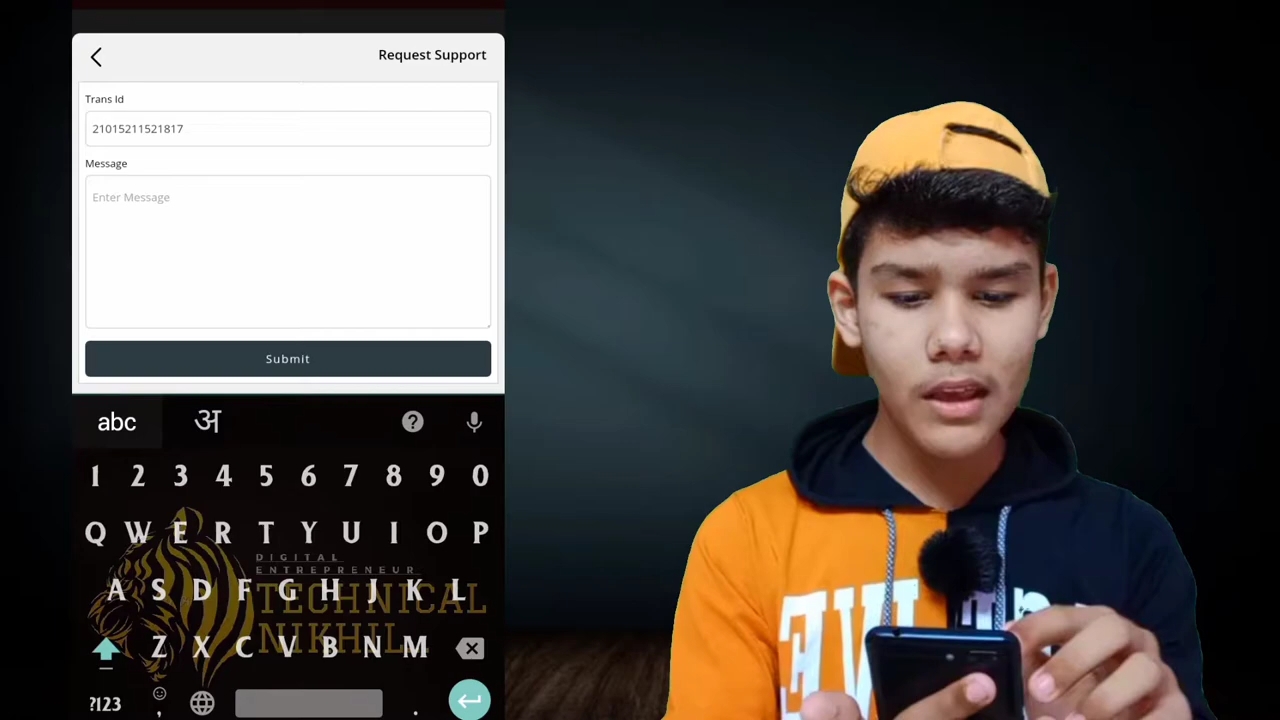 Request Support
Trans Id
21015211521817
Message
Enter Message
Submit
abc अ
1 2 3 4 5 6 7 8 9 0
Q W E R T Y U I O P
DIGITAL
ENTREPRENEUR
A S D F G H J K L
TECHNICAL
NIKHIL
Z X C V B N M
?123 , .